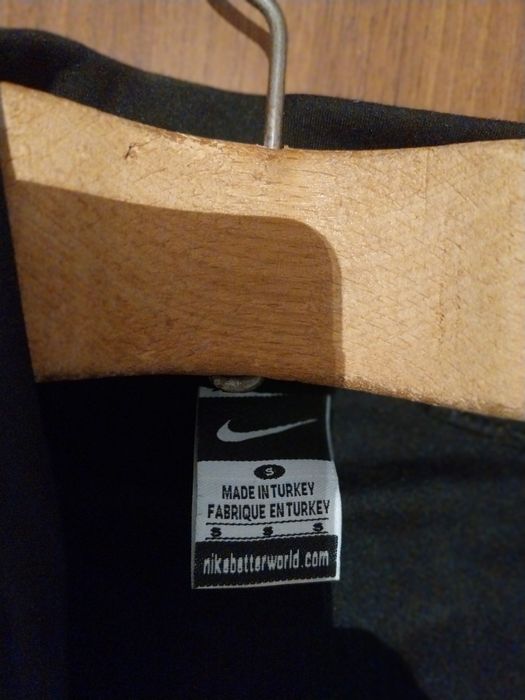 S
MADE IN TURKEY
FABRIQUE EN TURKEY
S S S
nikebetterworld.com